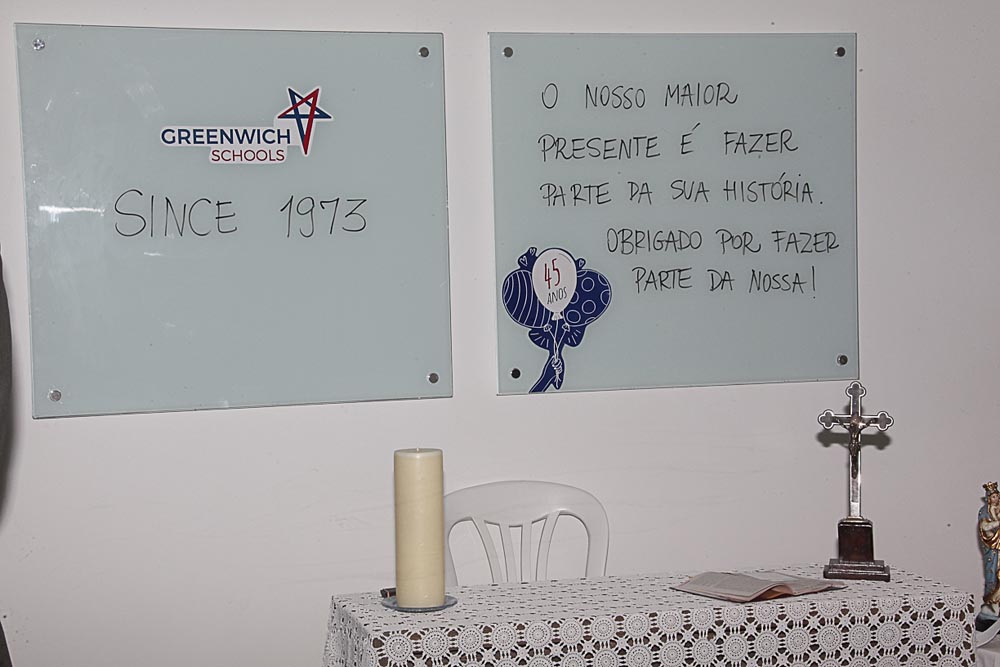 GREENWICH
SCHOOLS
SINCE 1973
O NOSSO MAIOR
PRESENTE É FAZER
PARTE DA SUA HISTÓRIA.
OBRIGADO POR FAZER
PARTE DA NOSSA!
45
ANOS